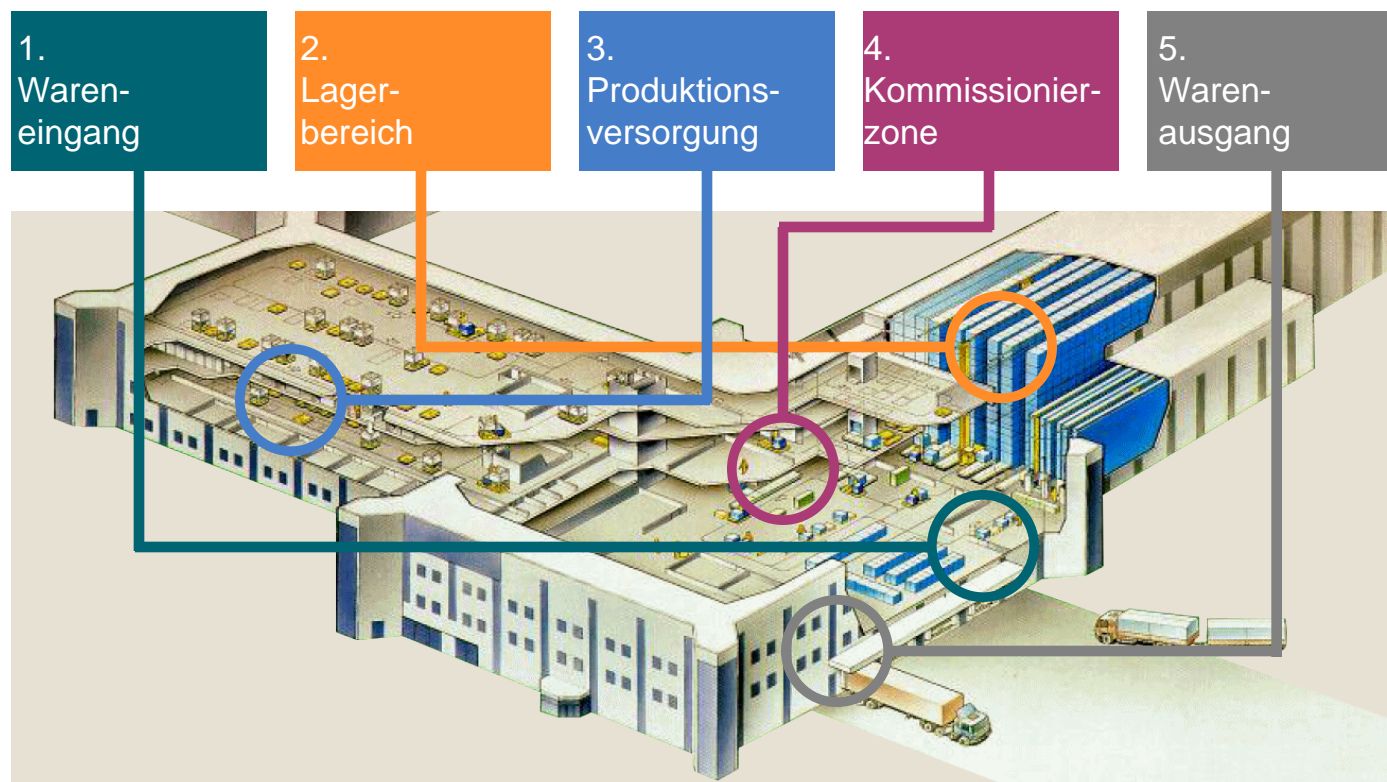 1.
Waren-
eingang
2.
Lager-
bereich
3.
Produktions-
versorgung
4.
Kommissionier-
zone
5.
Waren-
ausgang